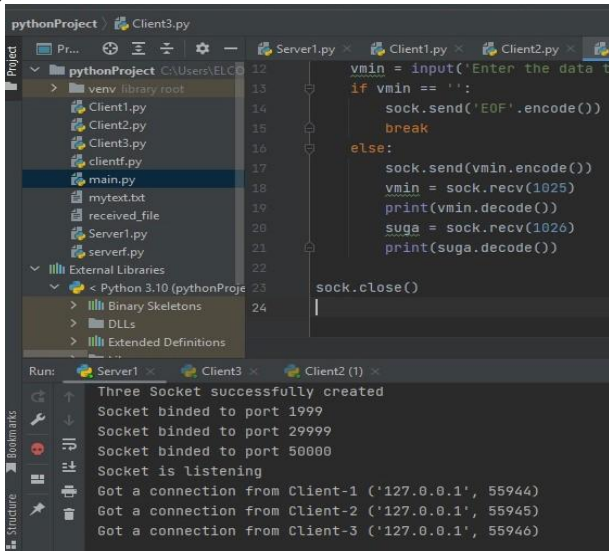 pythonProject > Client3.py
Project
Pr...
Server1.py
Client1.py
Client2.py
pythonProject C:\Users\ELCO
venv library root
Client1.py
Client2.py
Client3.py
clientf.py
main.py
mytext.txt
received_file
Server1.py
serverf.py
External Libraries
< Python 3.10 (pythonProje
Binary Skeletons
DLLs
Extended Definitions
12 vmin = input('Enter the data t
13 if vmin == '':
14 sock.send('EOF'.encode())
15 break
16 else:
17 sock.send(vmin.encode())
18 vmin = sock.recv(1025)
19 print(vmin.decode())
20 suga = sock.recv(1026)
21 print(suga.decode())
22
23 sock.close()
24
Run: Server1 Client3 Client2 (1)
Three Socket successfully created
Socket binded to port 1999
Socket binded to port 29999
Socket binded to port 50000
Socket is listening
Got a connection from Client-1 ('127.0.0.1', 55944)
Got a connection from Client-2 ('127.0.0.1', 55945)
Got a connection from Client-3 ('127.0.0.1', 55946)
Bookmarks
Structure